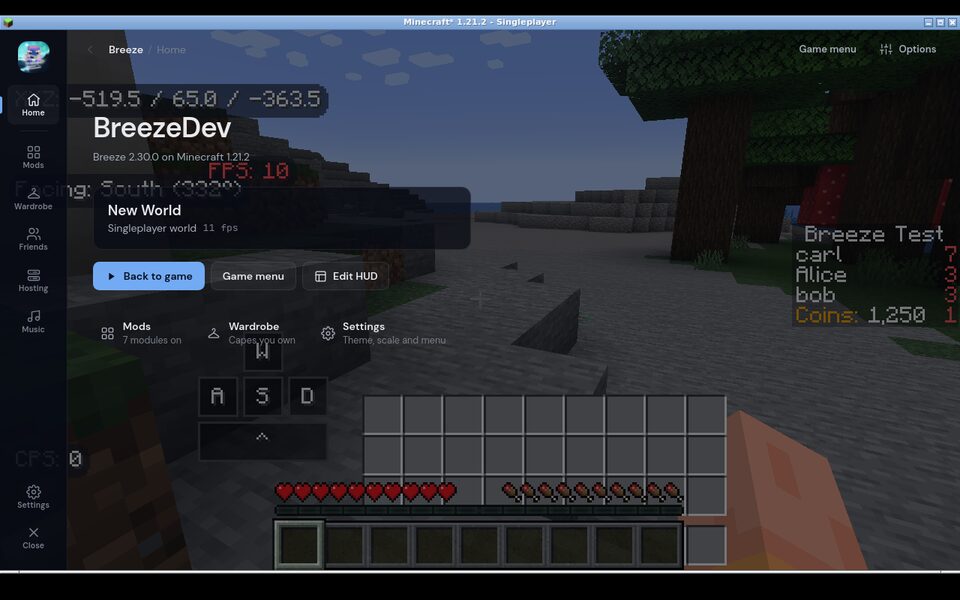 Minecraft* 1.21.2 - Singleplayer
Breeze / Home
Game menu
Options
-519.5 / 65.0 / -363.5
Home
BreezeDev
Breeze 2.30.0 on Minecraft 1.21.2
FPS: 10
Mods
Facing: South (332°)
Wardrobe
New World
Singleplayer world 11 fps
Friends
Breeze Test
carl 7
Alice 3
bob 3
Coins: 1,250 1
Back to game
Game menu
Edit HUD
Hosting
Music
Mods
7 modules on
Wardrobe
Capes you own
Settings
Theme, scale and menu
W
A
S
D
^
CPS: 0
Settings
Close